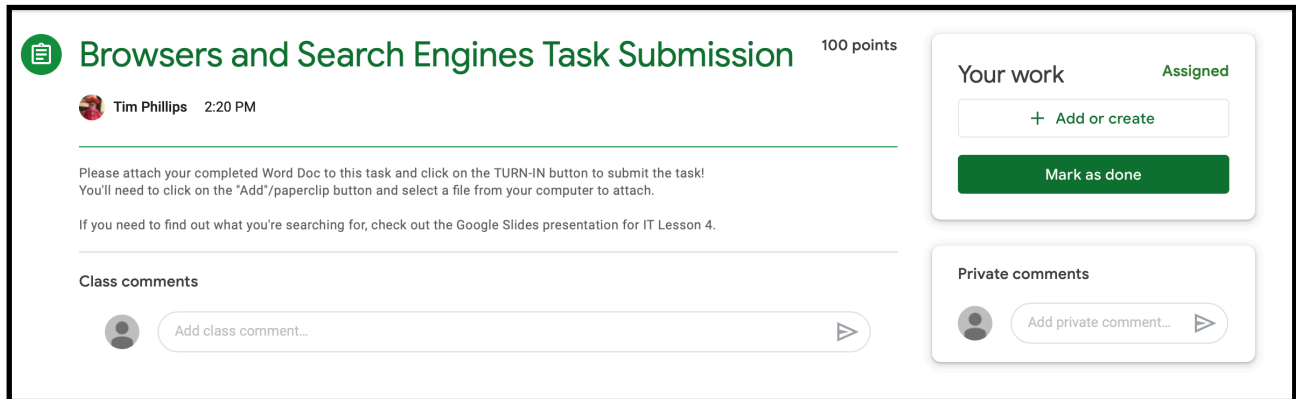 Browsers and Search Engines Task Submission
100 points
Tim Phillips 2:20 PM
Please attach your completed Word Doc to this task and click on the TURN-IN button to submit the task!
You'll need to click on the "Add"/paperclip button and select a file from your computer to attach.
If you need to find out what you're searching for, check out the Google Slides presentation for IT Lesson 4.
Class comments
Add class comment...
Your work
Assigned
+ Add or create
Mark as done
Private comments
Add private comment...